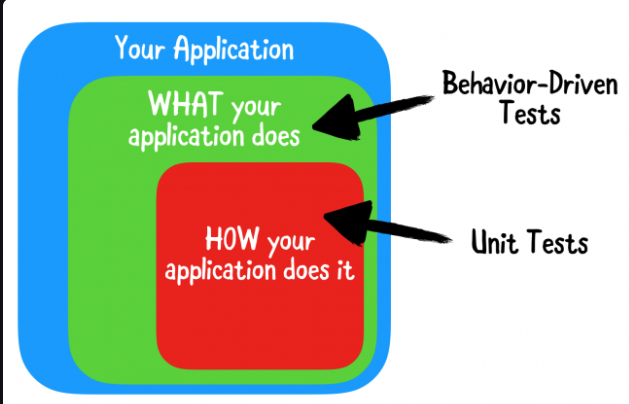 Your Application
WHAT your
application does
Behavior-Driven
Tests
HOW your
application does it
Unit Tests